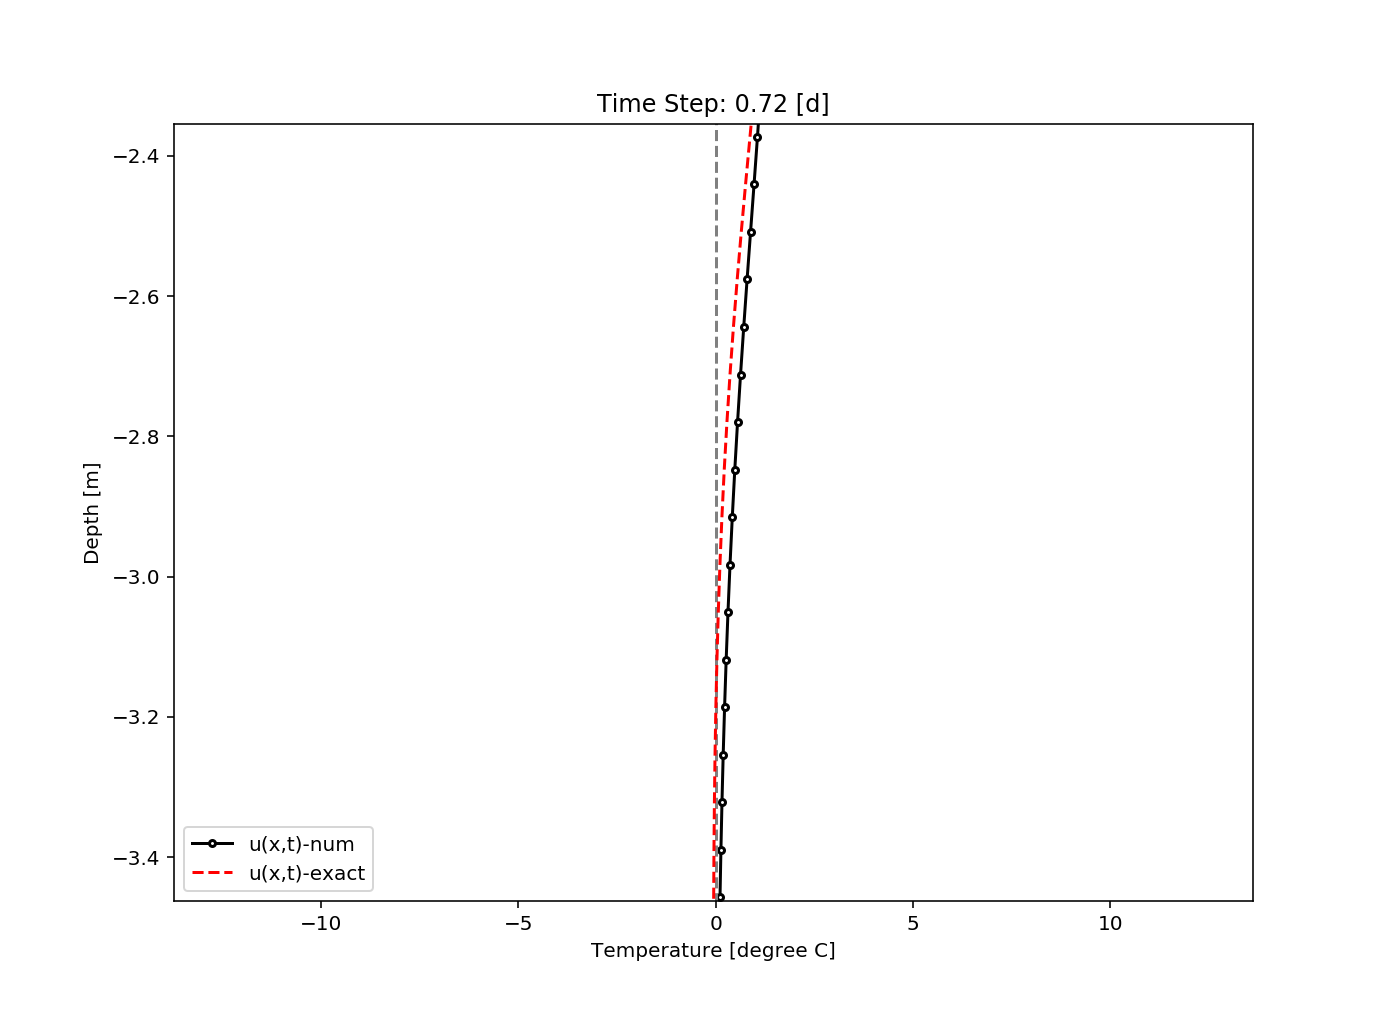 Time Step: 0.72 [d]
−2.4
−2.6
−2.8
−3.0
−3.2
−3.4
Depth [m]
u(x,t)-num
u(x,t)-exact
−10
−5
0
5
10
Temperature [degree C]